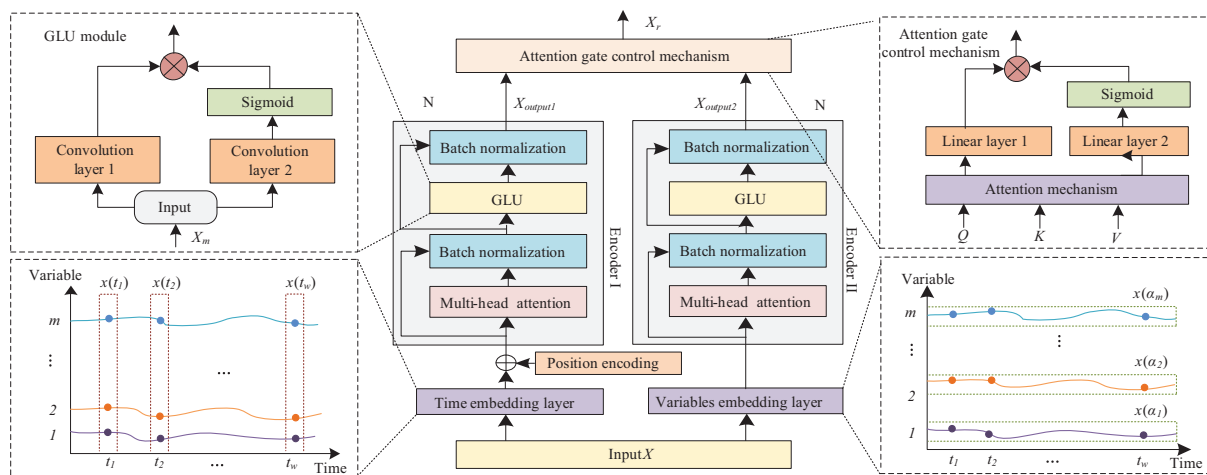 GLU module
Sigmoid
Convolution
layer 1
Convolution
layer 2
Input
X_m
Variable
x(t_1)
x(t_2)
x(t_w)
m
⋮
...
2
1
t_1
t_2
...
t_w
Time
X_r
Attention gate control mechanism
N
X_output1
X_output2
N
Batch normalization
GLU
Batch normalization
Multi-head attention
Encoder I
Batch normalization
GLU
Batch normalization
Multi-head attention
Encoder II
Position encoding
Time embedding layer
Variables embedding layer
Input X
Attention gate
control mechanism
Sigmoid
Linear layer 1
Linear layer 2
Attention mechanism
Q
K
V
Variable
x(α_m)
m
⋮
⋮
...
x(α_2)
2
x(α_1)
1
t_1
t_2
...
t_w
Time